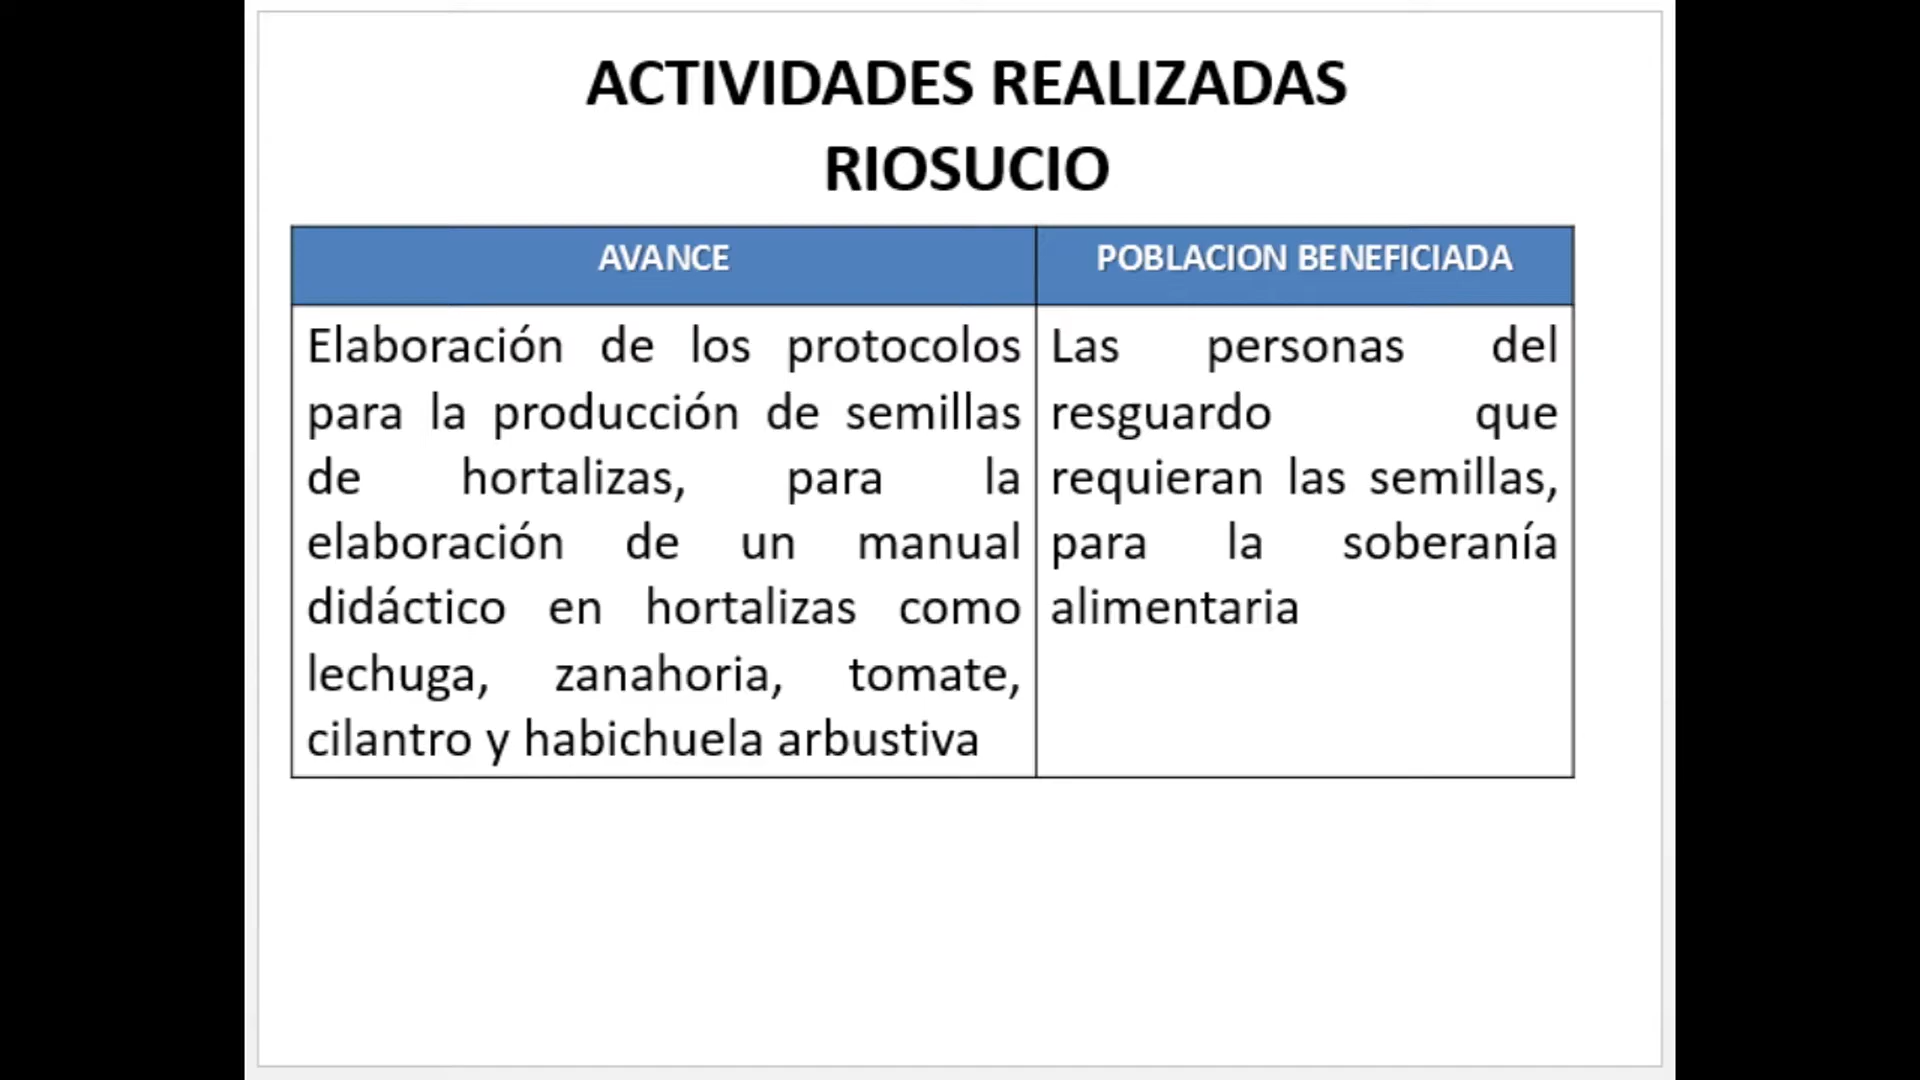 ACTIVIDADES REALIZADAS
RIOSUCIO
AVANCE
POBLACION BENEFICIADA
Elaboración de los protocolos
para la producción de semillas
de hortalizas, para la
elaboración de un manual
didáctico en hortalizas como
lechuga, zanahoria, tomate,
cilantro y habichuela arbustiva
Las personas del
resguardo que
requieran las semillas,
para la soberanía
alimentaria